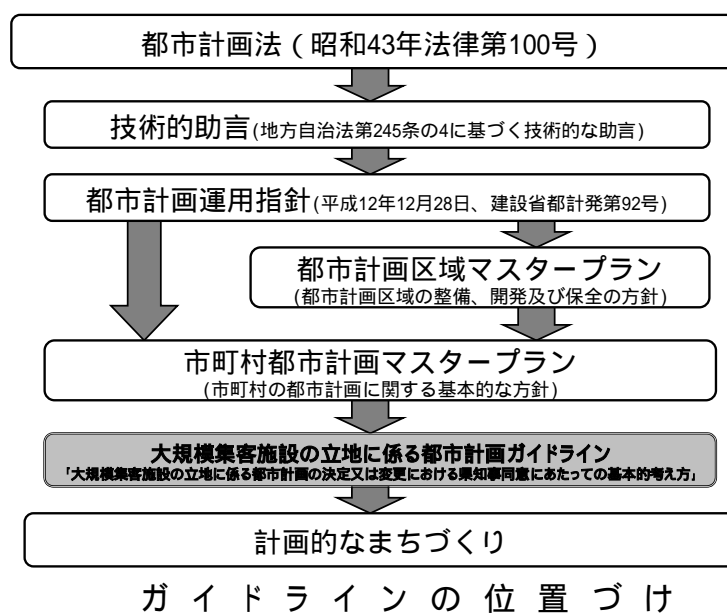 都市計画法（昭和43年法律第100号）
技術的助言(地方自治法第245条の4に基づく技術的な助言)
都市計画運用指針(平成12年12月28日、建設省都計発第92号)
都市計画区域マスタープラン
(都市計画区域の整備、開発及び保全の方針)
市町村都市計画マスタープラン
(市町村の都市計画に関する基本的な方針)
大規模集客施設の立地に係る都市計画ガイドライン
「大規模集客施設の立地に係る都市計画の決定又は変更における県知事同意にあたっての基本的考え方」
計画的なまちづくり
ガイドラインの位置づけ